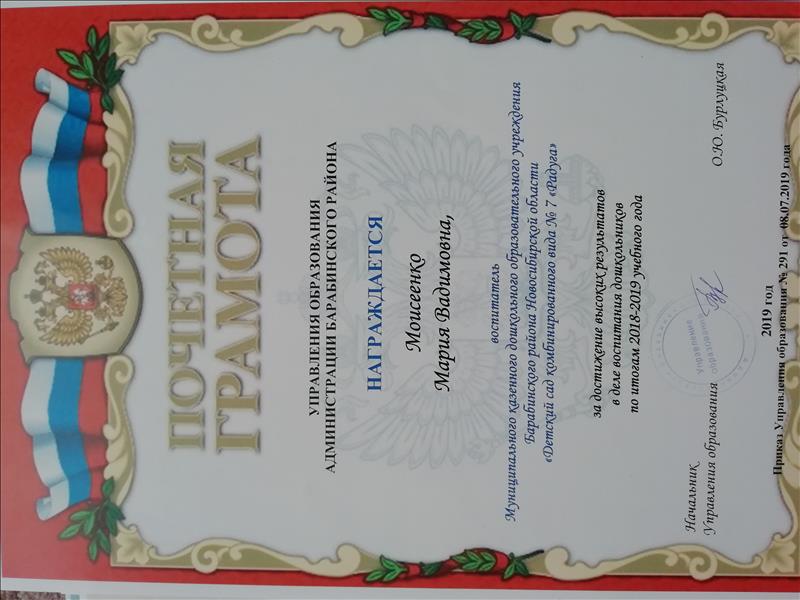 ПОЧЕТНАЯ
ГРАМОТА
УПРАВЛЕНИЯ ОБРАЗОВАНИЯ
АДМИНИСТРАЦИИ БАРАБИНСКОГО РАЙОНА
НАГРАЖДАЕТСЯ
Моисеенко
Мария Вадимовна,
воспитатель
Муниципального казенного дошкольного образовательного учреждения
Барабинского района Новосибирской области
«Детский сад комбинированного вида № 7 «Радуга»
за достижение высоких результатов
в деле воспитания дошкольников
по итогам 2018-2019 учебного года
Начальник
Управления образования
О.Ю. Бурлуцкая
Управление
образования
2019 год
Приказ Управления образования № 291 от 08.07.2019 года